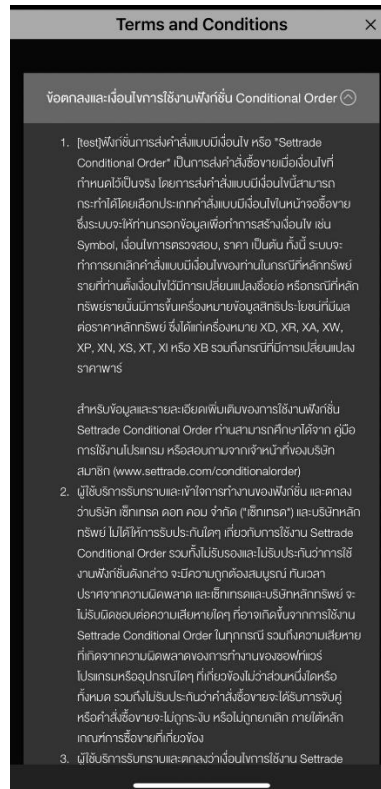 Terms and Conditions ×
ข้อตกลงและเงื่อนไขการใช้งานฟังก์ชั่น Conditional Order
1. [test]ฟังก์ชั่นการส่งคำสั่งแบบมีเงื่อนไข หรือ "Settrade
Conditional Order" เป็นการส่งคำสั่งซื้อขายเมื่อเงื่อนไขที่
กำหนดไว้เป็นจริง โดยการส่งคำสั่งแบบมีเงื่อนไขนี้สามารถ
กระทำได้โดยเลือกประเภทคำสั่งแบบมีเงื่อนไขในหน้าจอซื้อขาย
ซึ่งระบบจะให้ท่านกรอกข้อมูลเพื่อทำการสร้างเงื่อนไข เช่น
Symbol, เงื่อนไขการตรวจสอบ, ราคา เป็นต้น ทั้งนี้ ระบบจะ
ทำการยกเลิกคำสั่งแบบมีเงื่อนไขของท่านในกรณีที่หลักทรัพย์
รายที่ท่านตั้งเงื่อนไขไว้มีการเปลี่ยนแปลงชื่อย่อ หรือกรณีที่หลัก
ทรัพย์รายนั้นมีการขึ้นเครื่องหมายข้อมูลสิทธิประโยชน์ที่มีผล
ต่อราคาหลักทรัพย์ ซึ่งได้แก่เครื่องหมาย XD, XR, XA, XW,
XP, XN, XS, XT, XI หรือ XB รวมถึงกรณีที่มีการเปลี่ยนแปลง
ราคาพาร์
สำหรับข้อมูลและรายละเอียดเพิ่มเติมของการใช้งานฟังก์ชั่น
Settrade Conditional Order ท่านสามารถศึกษาได้จาก คู่มือ
การใช้งานโปรแกรม หรือสอบถามจากเจ้าหน้าที่ของบริษัท
สมาชิก (www.settrade.com/conditionalorder)
2. ผู้ใช้บริการรับทราบและเข้าใจการทำงานของฟังก์ชั่น และตกลง
ว่าบริษัท เซ็ทเทรด ดอท คอม จำกัด ("เซ็ทเทรด") และบริษัทหลัก
ทรัพย์ ไม่ได้ให้การรับประกันใดๆ เกี่ยวกับการใช้งาน Settrade
Conditional Order รวมทั้งไม่รับรองและไม่รับประกันว่าการใช้
งานฟังก์ชั่นดังกล่าว จะมีความถูกต้องสมบูรณ์ ทันเวลา
ปราศจากความผิดพลาด และเซ็ทเทรดและบริษัทหลักทรัพย์ จะ
ไม่รับผิดชอบต่อความเสียหายใดๆ ที่อาจเกิดขึ้นจากการใช้งาน
Settrade Conditional Order ในทุกกรณี รวมถึงความเสียหาย
ที่เกิดจากความผิดพลาดของการทำงานของซอฟท์แวร์
โปรแกรมหรืออุปกรณ์ใดๆ ที่เกี่ยวข้องไม่ว่าส่วนหนึ่งใดหรือ
ทั้งหมด รวมถึงไม่รับประกันว่าคำสั่งซื้อขายจะได้รับการจับคู่
หรือคำสั่งซื้อขายจะไม่ถูกระงับ หรือไม่ถูกยกเลิก ภายใต้หลัก
เกณฑ์การซื้อขายที่เกี่ยวข้อง
3. ผู้ใช้บริการรับทราบและตกลงว่าเงื่อนไขการใช้งาน Settrade